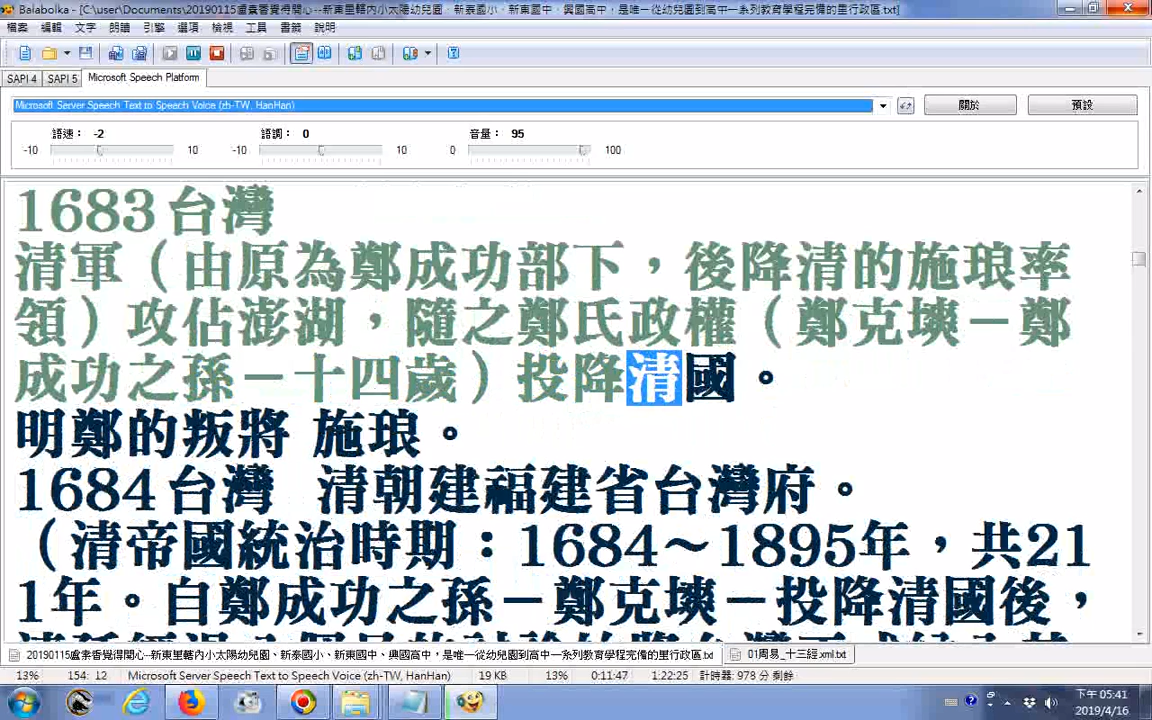 Balabolka - [C:\user\Documents\20190115盧素香覺得開心--新東里轄內小太陽幼兒園、新泰國小、新東國中、興國高中，是唯一從幼兒園到高中一系列教育學程完備的里行政區.txt]
檔案 編輯 文字 朗讀 引擎 選項 檢視 工具 書籤 說明
SAPI 4 SAPI 5 Microsoft Speech Platform
Microsoft Server Speech Text to Speech Voice (zh-TW, HanHan) 關於 預設
語速： -2 語調： 0 音量： 95
-10 10 -10 10 0 100
1683台灣
清軍（由原為鄭成功部下，後降清的施琅率
領）攻佔澎湖，隨之鄭氏政權（鄭克塽－鄭
成功之孫－十四歲）投降清國。
明鄭的叛將 施琅。
1684台灣 清朝建福建省台灣府。
（清帝國統治時期：1684～1895年，共21
1年。自鄭成功之孫－鄭克塽－投降清國後，
20190115盧素香覺得開心--新東里轄內小太陽幼兒園、新泰國小、新東國中、興國高中，是唯一從幼兒園到高中一系列教育學程完備的里行政區.txt 01周易_十三經.xml.txt
13% 154: 12 Microsoft Server Speech Text to Speech Voice (zh-TW, HanHan) 19 KB 13% 0:11:47 1:22:25 計時器: 978 分 剩餘
下午 05:41
2019/4/16